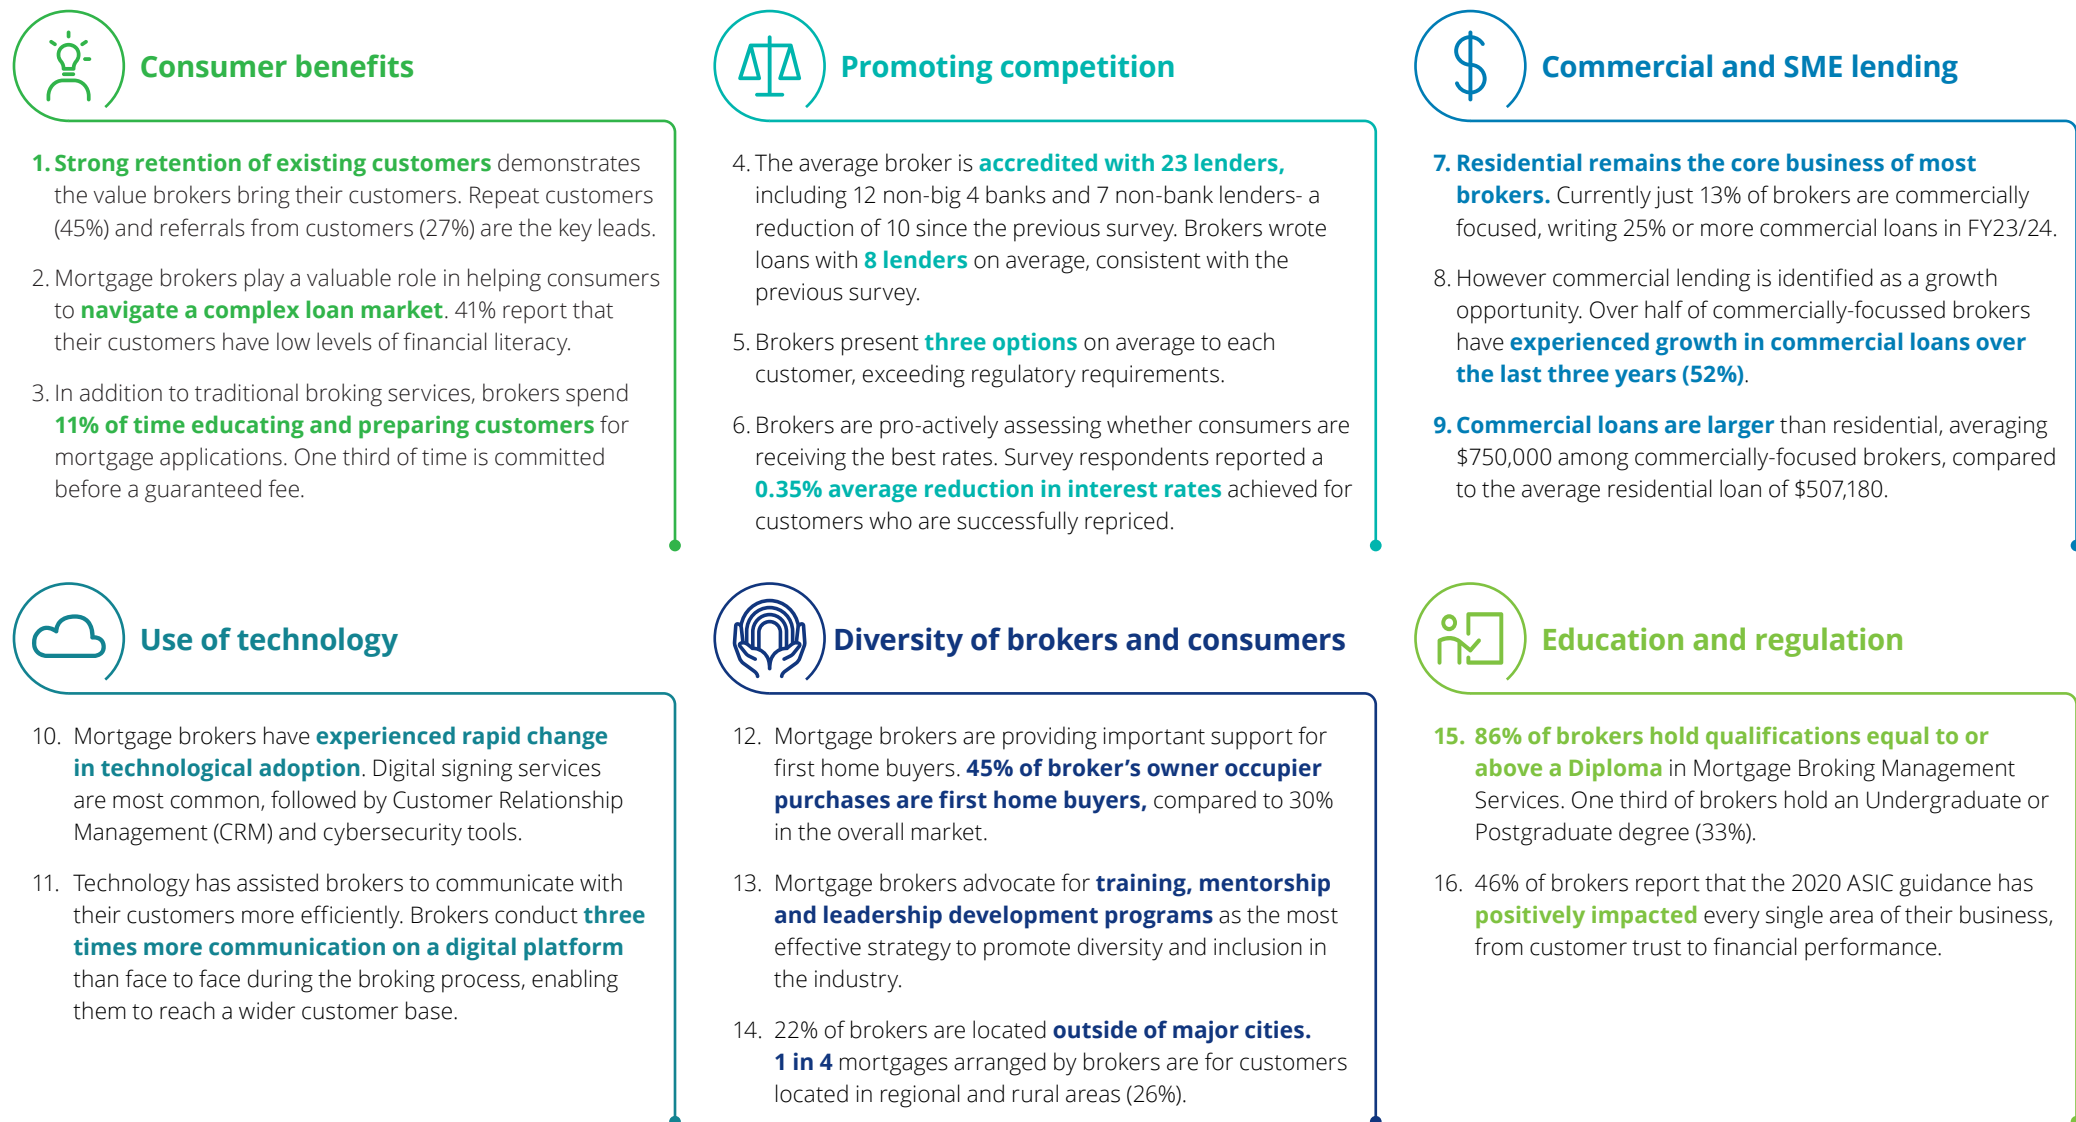 Consumer benefits
1. Strong retention of existing customers demonstrates
the value brokers bring their customers. Repeat customers
(45%) and referrals from customers (27%) are the key leads.
2. Mortgage brokers play a valuable role in helping consumers
to navigate a complex loan market. 41% report that
their customers have low levels of financial literacy.
3. In addition to traditional broking services, brokers spend
11% of time educating and preparing customers for
mortgage applications. One third of time is committed
before a guaranteed fee.
Promoting competition
4. The average broker is accredited with 23 lenders,
including 12 non-big 4 banks and 7 non-bank lenders- a
reduction of 10 since the previous survey. Brokers wrote
loans with 8 lenders on average, consistent with the
previous survey.
5. Brokers present three options on average to each
customer, exceeding regulatory requirements.
6. Brokers are pro-actively assessing whether consumers are
receiving the best rates. Survey respondents reported a
0.35% average reduction in interest rates achieved for
customers who are successfully repriced.
Commercial and SME lending
7. Residential remains the core business of most
brokers. Currently just 13% of brokers are commercially
focused, writing 25% or more commercial loans in FY23/24.
8. However commercial lending is identified as a growth
opportunity. Over half of commercially-focussed brokers
have experienced growth in commercial loans over
the last three years (52%).
9. Commercial loans are larger than residential, averaging
$750,000 among commercially-focused brokers, compared
to the average residential loan of $507,180.
Use of technology
10. Mortgage brokers have experienced rapid change
in technological adoption. Digital signing services
are most common, followed by Customer Relationship
Management (CRM) and cybersecurity tools.
11. Technology has assisted brokers to communicate with
their customers more efficiently. Brokers conduct three
times more communication on a digital platform
than face to face during the broking process, enabling
them to reach a wider customer base.
Diversity of brokers and consumers
12. Mortgage brokers are providing important support for
first home buyers. 45% of broker's owner occupier
purchases are first home buyers, compared to 30%
in the overall market.
13. Mortgage brokers advocate for training, mentorship
and leadership development programs as the most
effective strategy to promote diversity and inclusion in
the industry.
14. 22% of brokers are located outside of major cities.
1 in 4 mortgages arranged by brokers are for customers
located in regional and rural areas (26%).
Education and regulation
15. 86% of brokers hold qualifications equal to or
above a Diploma in Mortgage Broking Management
Services. One third of brokers hold an Undergraduate or
Postgraduate degree (33%).
16. 46% of brokers report that the 2020 ASIC guidance has
positively impacted every single area of their business,
from customer trust to financial performance.